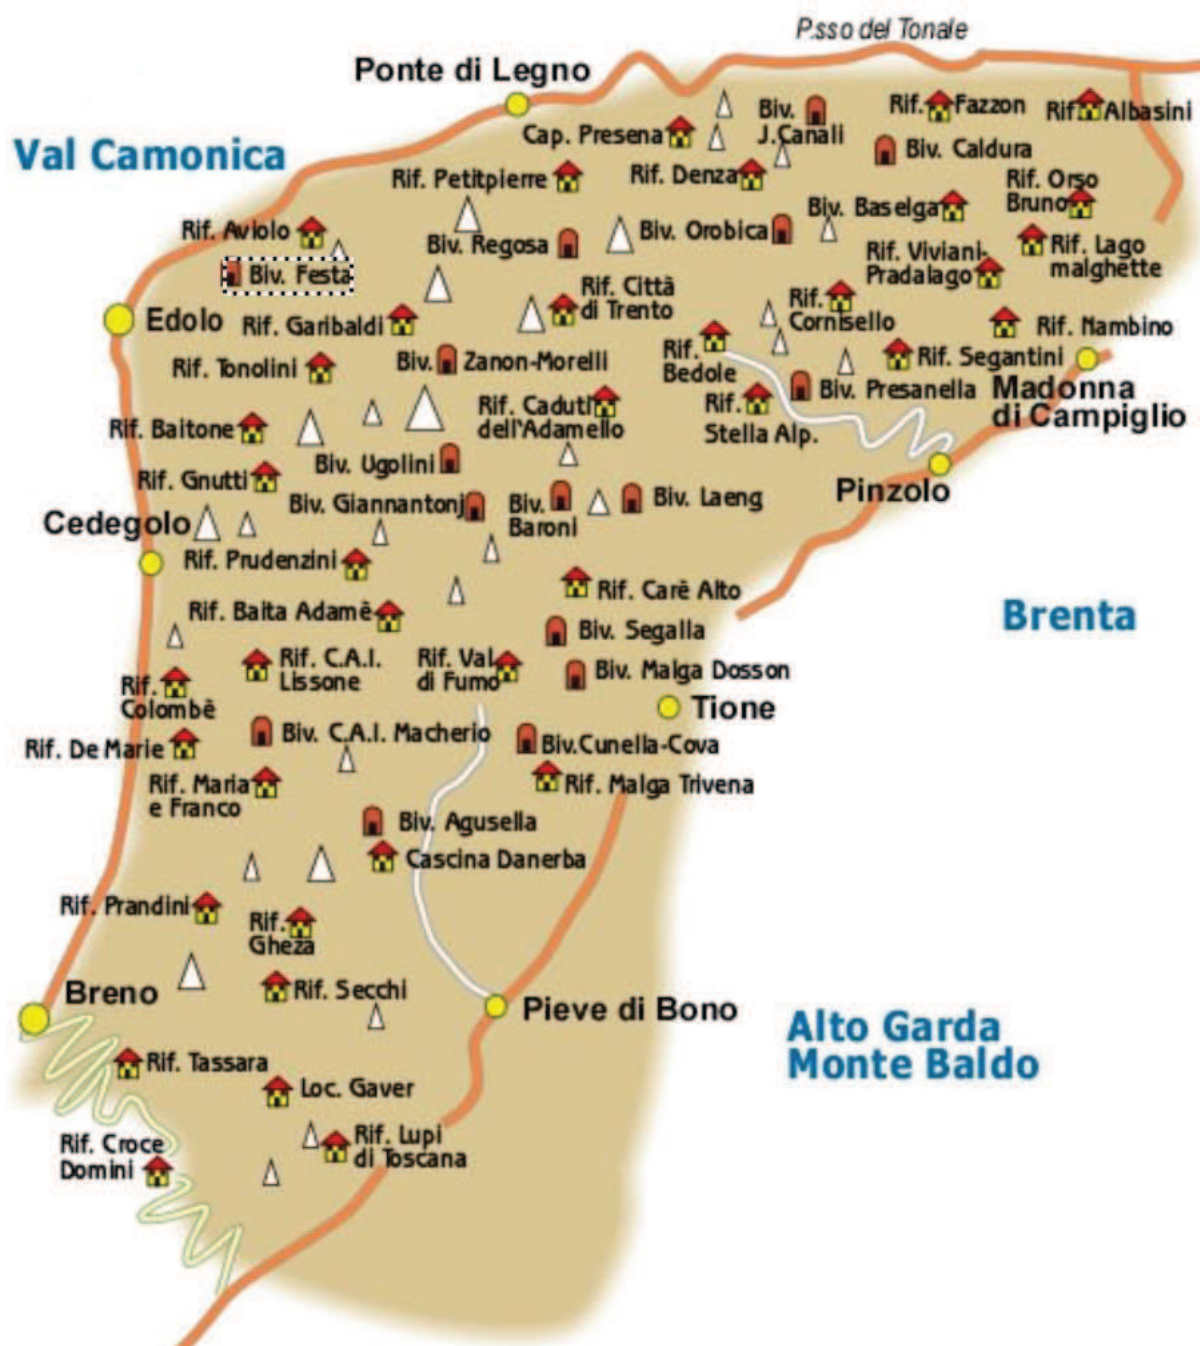 P.sso del Tonale
Ponte di Legno
Val Camonica
Biv.
J.Canali
Rif. Fazzon
Rif. Albasini
Cap. Presena
Biv. Caldura
Rif. Petitpierre
Rif. Denza
Rif. Orso
Bruno
Biv. Baselga
Rif. Aviolo
Biv. Regosa
Biv. Orobica
Rif. Viviani-
Pradalago
Rif. Lago
malghette
Biv. Festa
Rif. Città
di Trento
Rif.
Cornisello
Edolo
Rif. Garibaldi
Rif. Nambino
Rif. Tonolini
Biv. Zanon-Morelli
Rif.
Bedole
Rif. Segantini
Biv. Presanella
Madonna
di Campiglio
Rif. Baitone
Rif. Caduti
dell'Adamello
Rif.
Stella Alp.
Biv. Ugolini
Rif. Gnutti
Pinzolo
Biv. Giannantonj
Biv.
Baroni
Biv. Laeng
Cedegolo
Rif. Prudenzini
Rif. Carè Alto
Brenta
Rif. Baita Adamè
Biv. Segalla
Rif. C.A.I.
Lissone
Rif. Val
di Fumo
Biv. Malga Dosson
Rif.
Colombè
Tione
Rif. De Marie
Biv. C.A.I. Macherio
Biv.Cunella-Cova
Rif. Maria
e Franco
Rif. Malga Trivena
Biv. Agusella
Cascina Danerba
Rif. Prandini
Rif.
Gheza
Breno
Rif. Secchi
Pieve di Bono
Alto Garda
Monte Baldo
Rif. Tassara
Loc. Gaver
Rif. Croce
Domini
Rif. Lupi
di Toscana